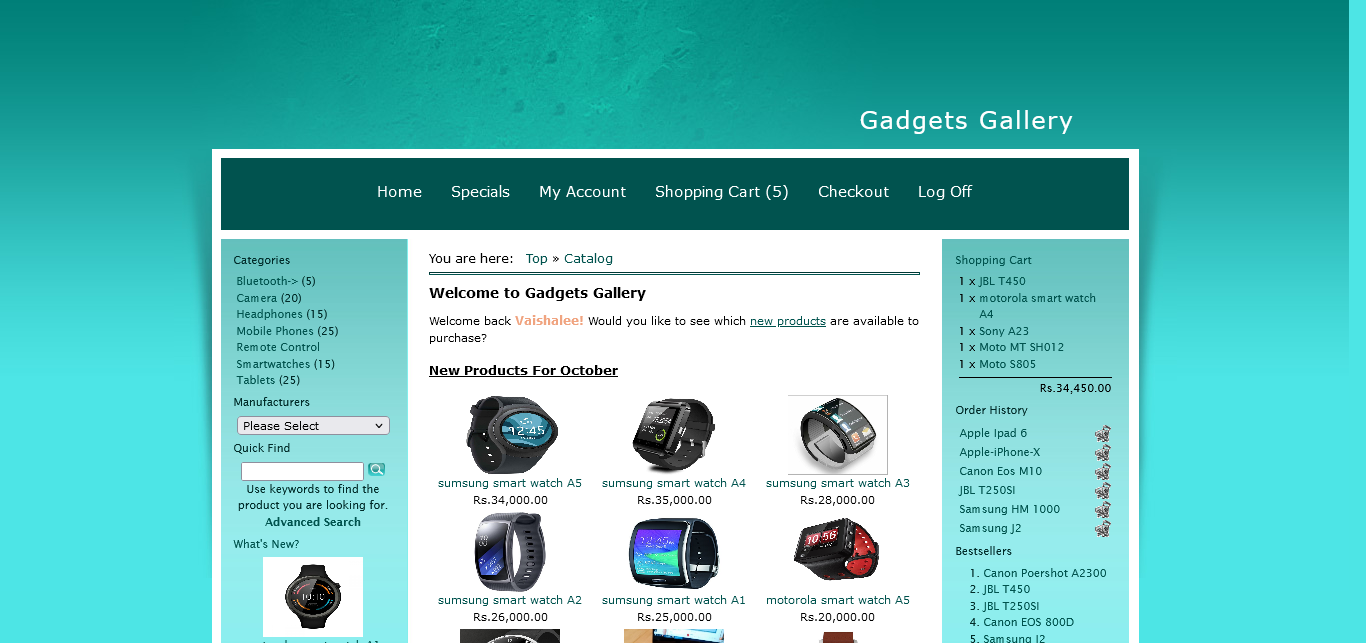 Gadgets Gallery
Home Specials My Account Shopping Cart (5) Checkout Log Off
Categories
Bluetooth-> (5)
Camera (20)
Headphones (15)
Mobile Phones (25)
Remote Control
Smartwatches (15)
Tablets (25)
Manufacturers
Please Select
Quick Find
Use keywords to find the
product you are looking for.
Advanced Search
What's New?
You are here: Top » Catalog
Welcome to Gadgets Gallery
Welcome back Vaishalee! Would you like to see which new products are available to
purchase?
New Products For October
sumsung smart watch A5 sumsung smart watch A4 sumsung smart watch A3
Rs.34,000.00 Rs.35,000.00 Rs.28,000.00
sumsung smart watch A2 sumsung smart watch A1 motorola smart watch A5
Rs.26,000.00 Rs.25,000.00 Rs.20,000.00
Shopping Cart
1 x JBL T450
1 x motorola smart watch
A4
1 x Sony A23
1 x Moto MT SH012
1 x Moto S805
Rs.34,450.00
Order History
Apple Ipad 6
Apple-iPhone-X
Canon Eos M10
JBL T250SI
Samsung HM 1000
Samsung J2
Bestsellers
1. Canon Poershot A2300
2. JBL T450
3. JBL T250SI
4. Canon EOS 800D
5. Samsung J2